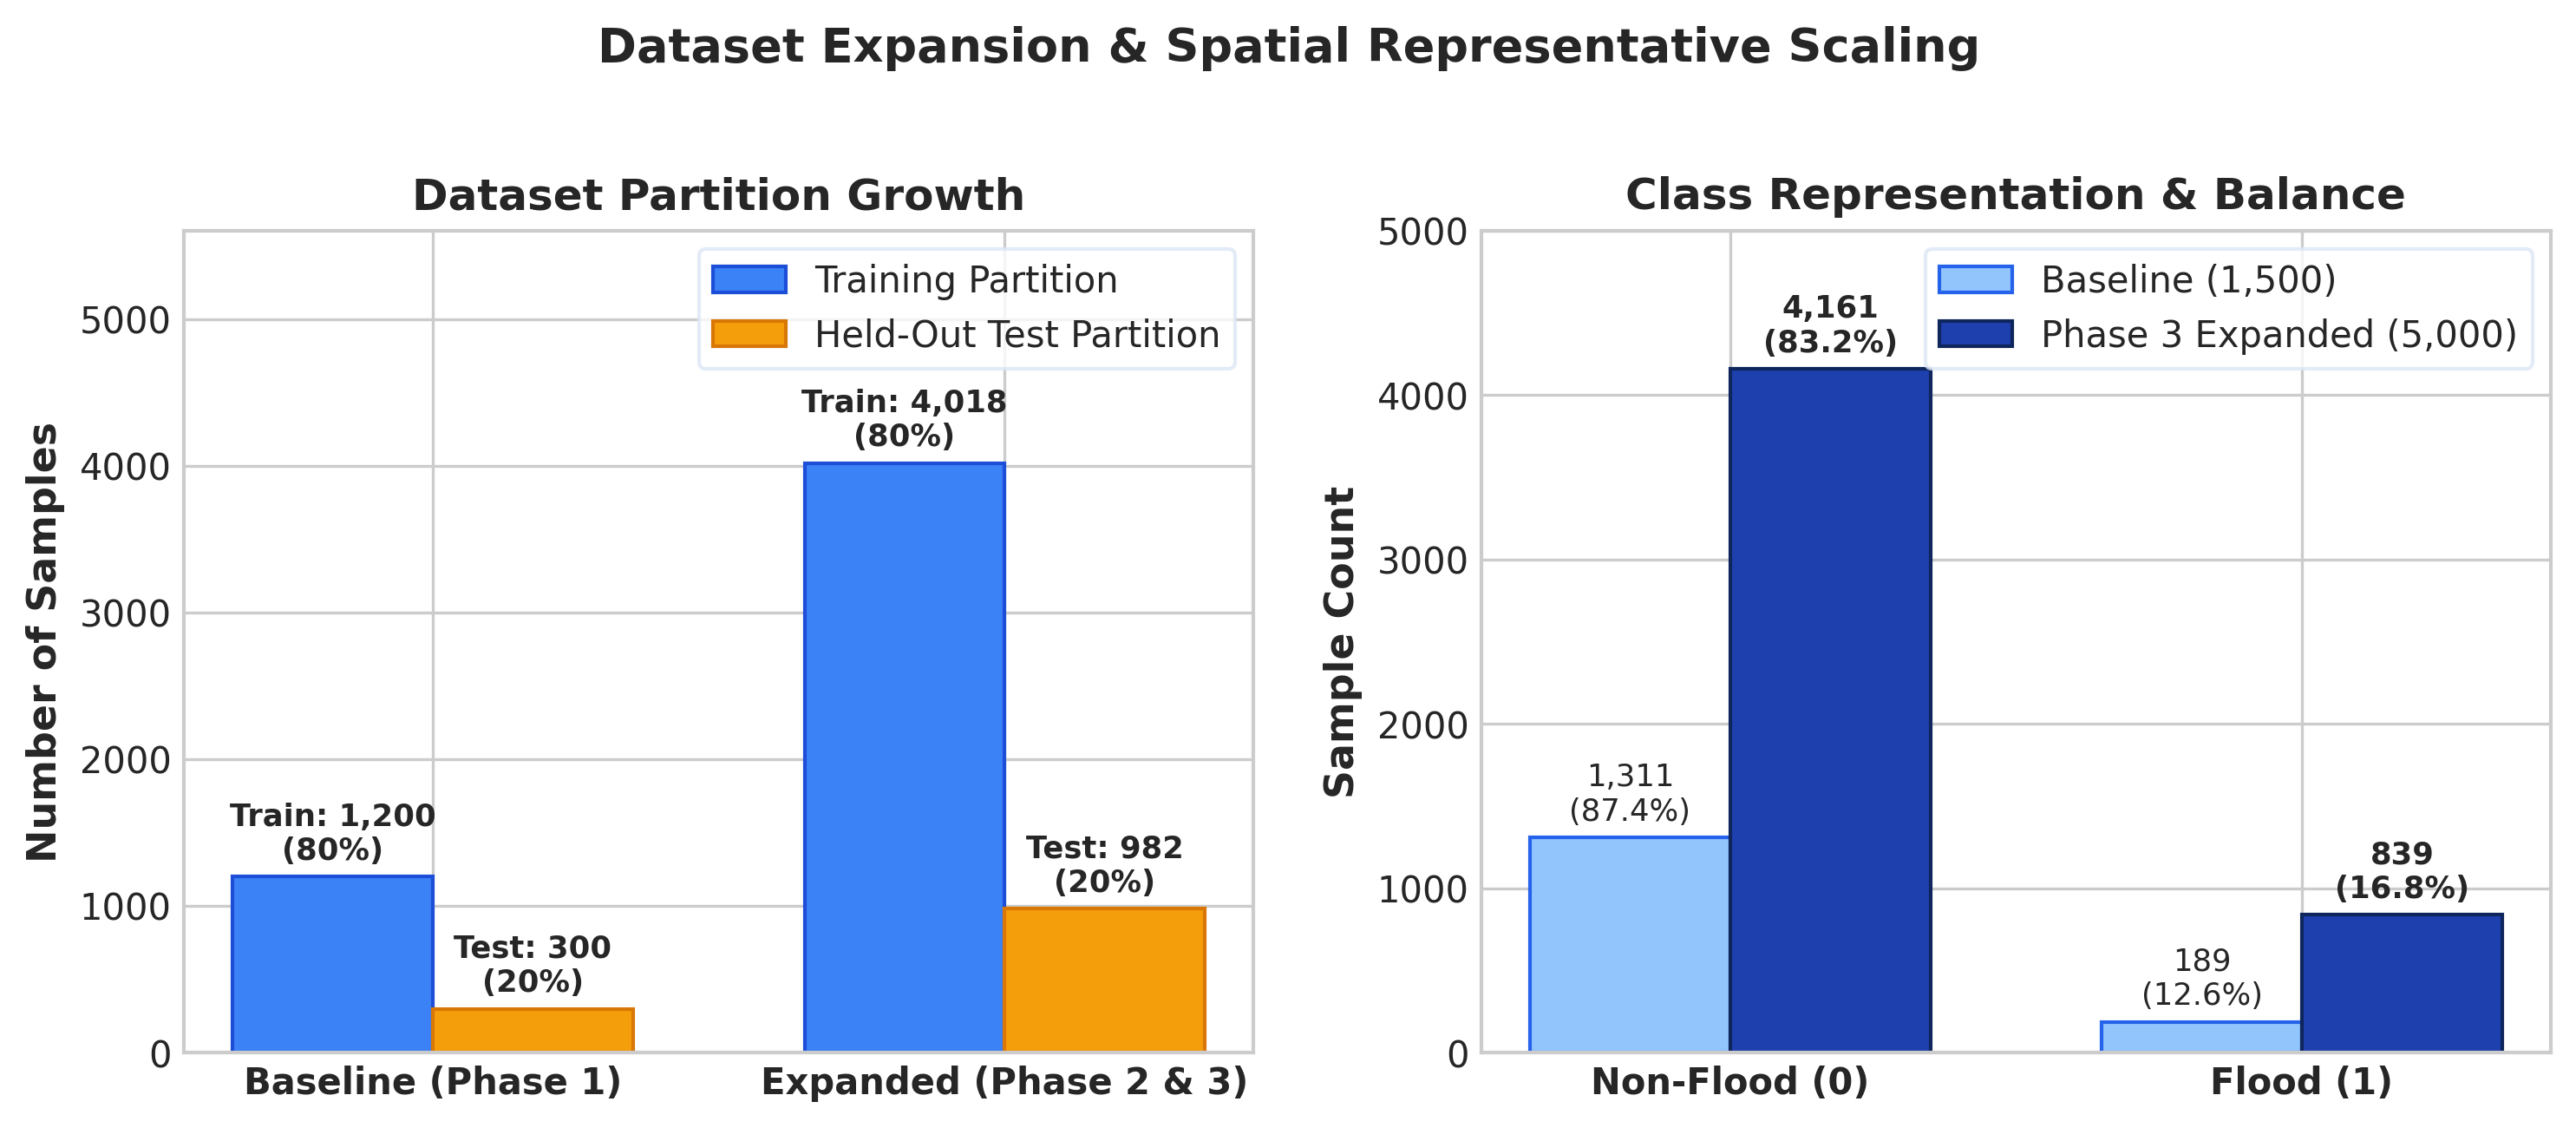 Dataset Expansion & Spatial Representative Scaling
Dataset Partition Growth
Number of Samples
5000
4000
3000
2000
1000
0
Training Partition
Held-Out Test Partition
Train: 1,200
(80%)
Test: 300
(20%)
Train: 4,018
(80%)
Test: 982
(20%)
Baseline (Phase 1)
Expanded (Phase 2 & 3)
Class Representation & Balance
Sample Count
5000
4000
3000
2000
1000
0
Baseline (1,500)
Phase 3 Expanded (5,000)
1,311
(87.4%)
4,161
(83.2%)
189
(12.6%)
839
(16.8%)
Non-Flood (0)
Flood (1)